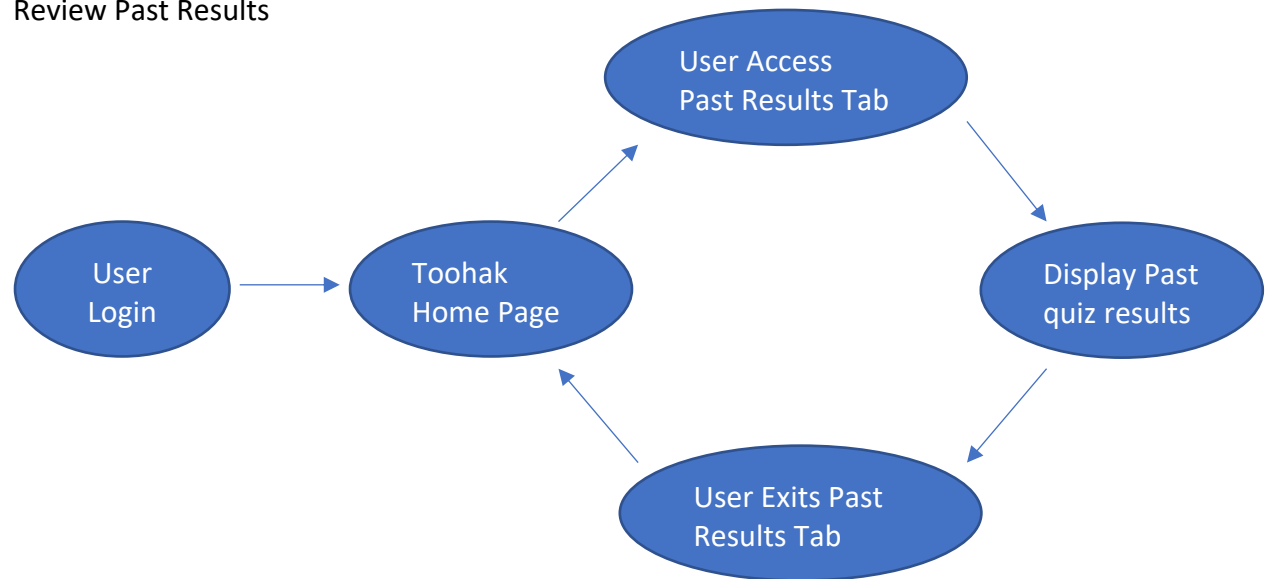 Review Past Results
User Access
Past Results Tab
User
Login
Toohak
Home Page
Display Past
quiz results
User Exits Past
Results Tab